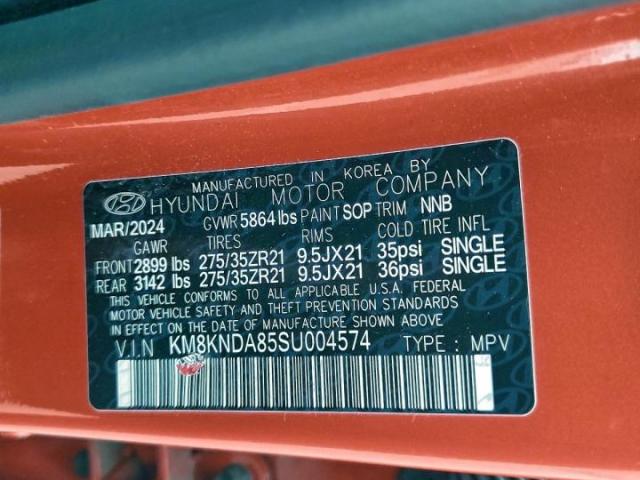 MANUFACTURED IN KOREA BY
HYUNDAI MOTOR COMPANY
MAR/2024 GVWR 5864 lbs PAINT SOP TRIM NNB
GAWR TIRES RIMS COLD TIRE INFL
FRONT 2899 lbs 275/35ZR21 9.5JX21 35psi SINGLE
REAR 3142 lbs 275/35ZR21 9.5JX21 36psi SINGLE
THIS VEHICLE CONFORMS TO ALL APPLICABLE U.S.A. FEDERAL
MOTOR VEHICLE SAFETY AND THEFT PREVENTION STANDARDS
IN EFFECT ON THE DATE OF MANUFACTURE SHOWN ABOVE.
V.I.N KM8KNDA85SU004574 TYPE : MPV